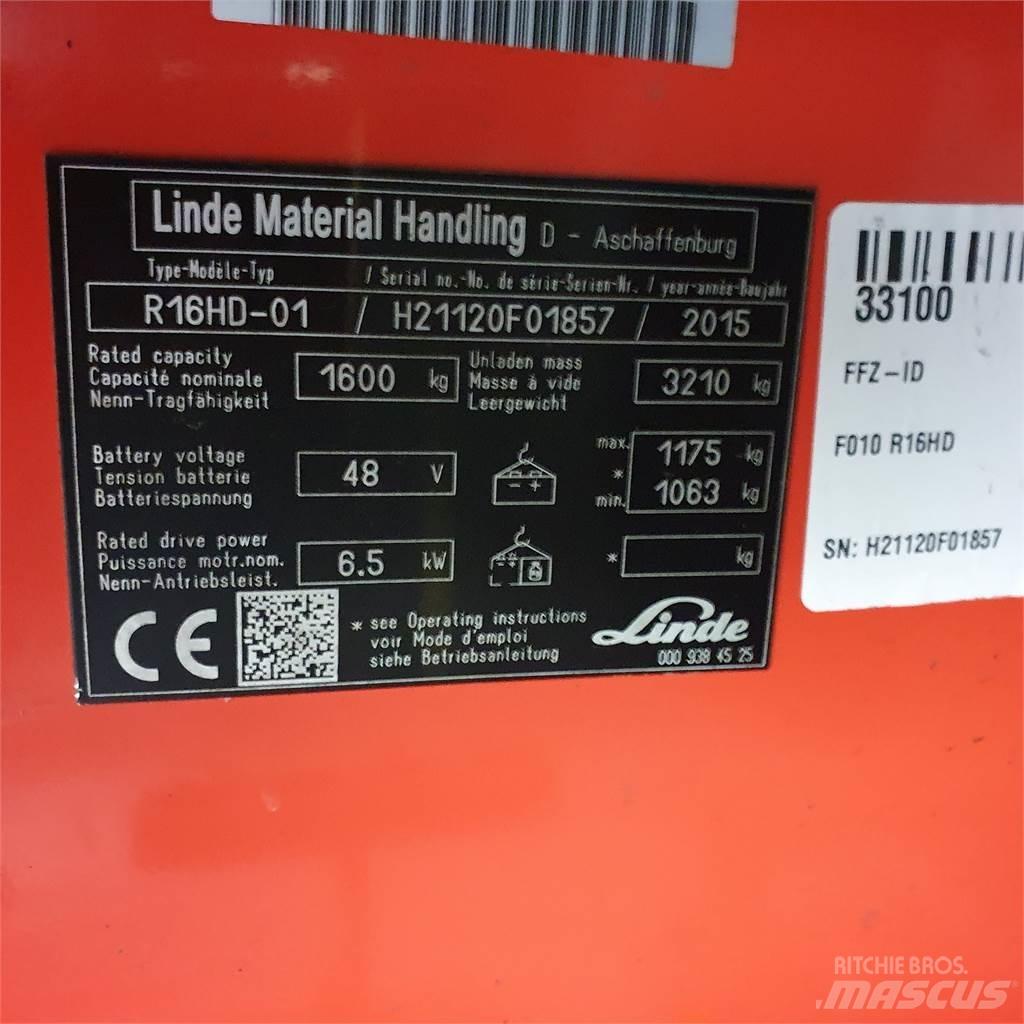 Linde Material Handling D - Aschaffenburg
Type-Modèle-Typ / Serial no.-No. de série-Serien-Nr. / year-année-Baujahr
R16HD-01 / H21120F01857 / 2015
Rated capacity
Capacité nominale
Nenn-Tragfähigkeit
1600 kg
Unladen mass
Masse à vide
Leergewicht
3210 kg
Battery voltage
Tension batterie
Batteriespannung
48 V
- +
max. 1175 kg
*
min. 1063 kg
Rated drive power
Puissance motr.nom.
Nenn-Antriebsleist.
6.5 kW
* kg
CE
* see Operating instructions
voir Mode d'emploi
siehe Betriebsanleitung
Linde
000 938 45 25
33100
FFZ-ID
F010 R16HD
SN: H21120F01857
RITCHIE BROS.
MASCUS